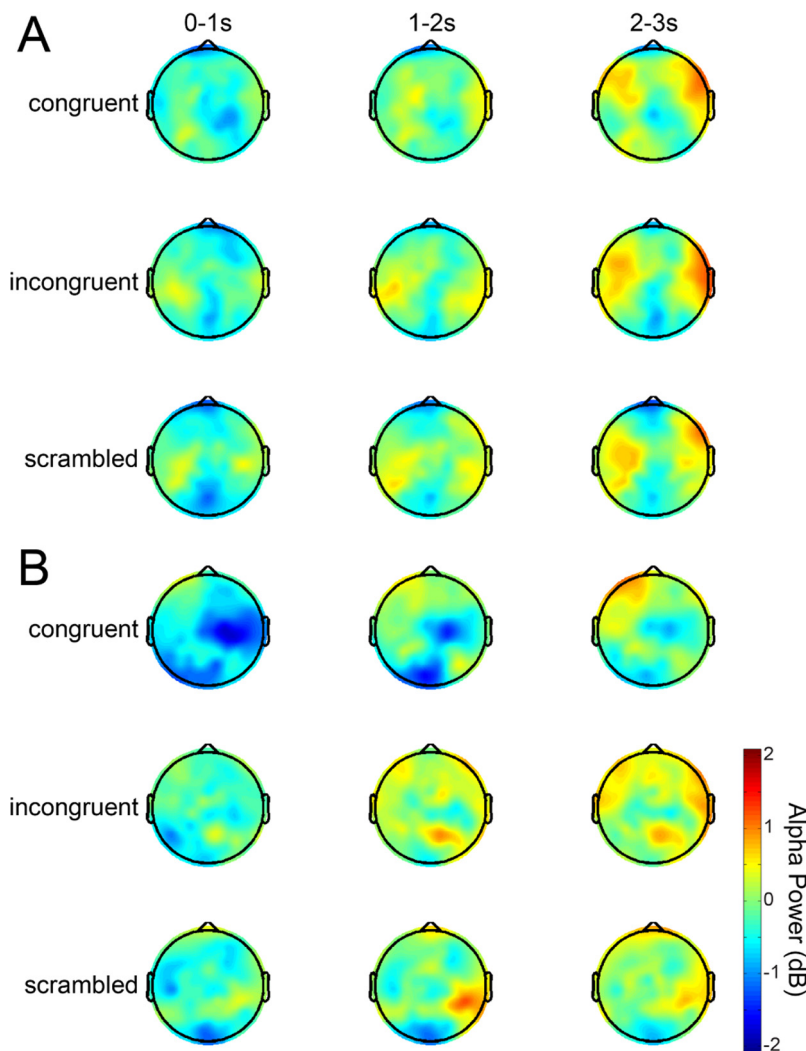 A
0-1s 1-2s 2-3s
congruent
incongruent
scrambled
B
congruent
incongruent
scrambled
2
1
0
-1
-2
Alpha Power (dB)